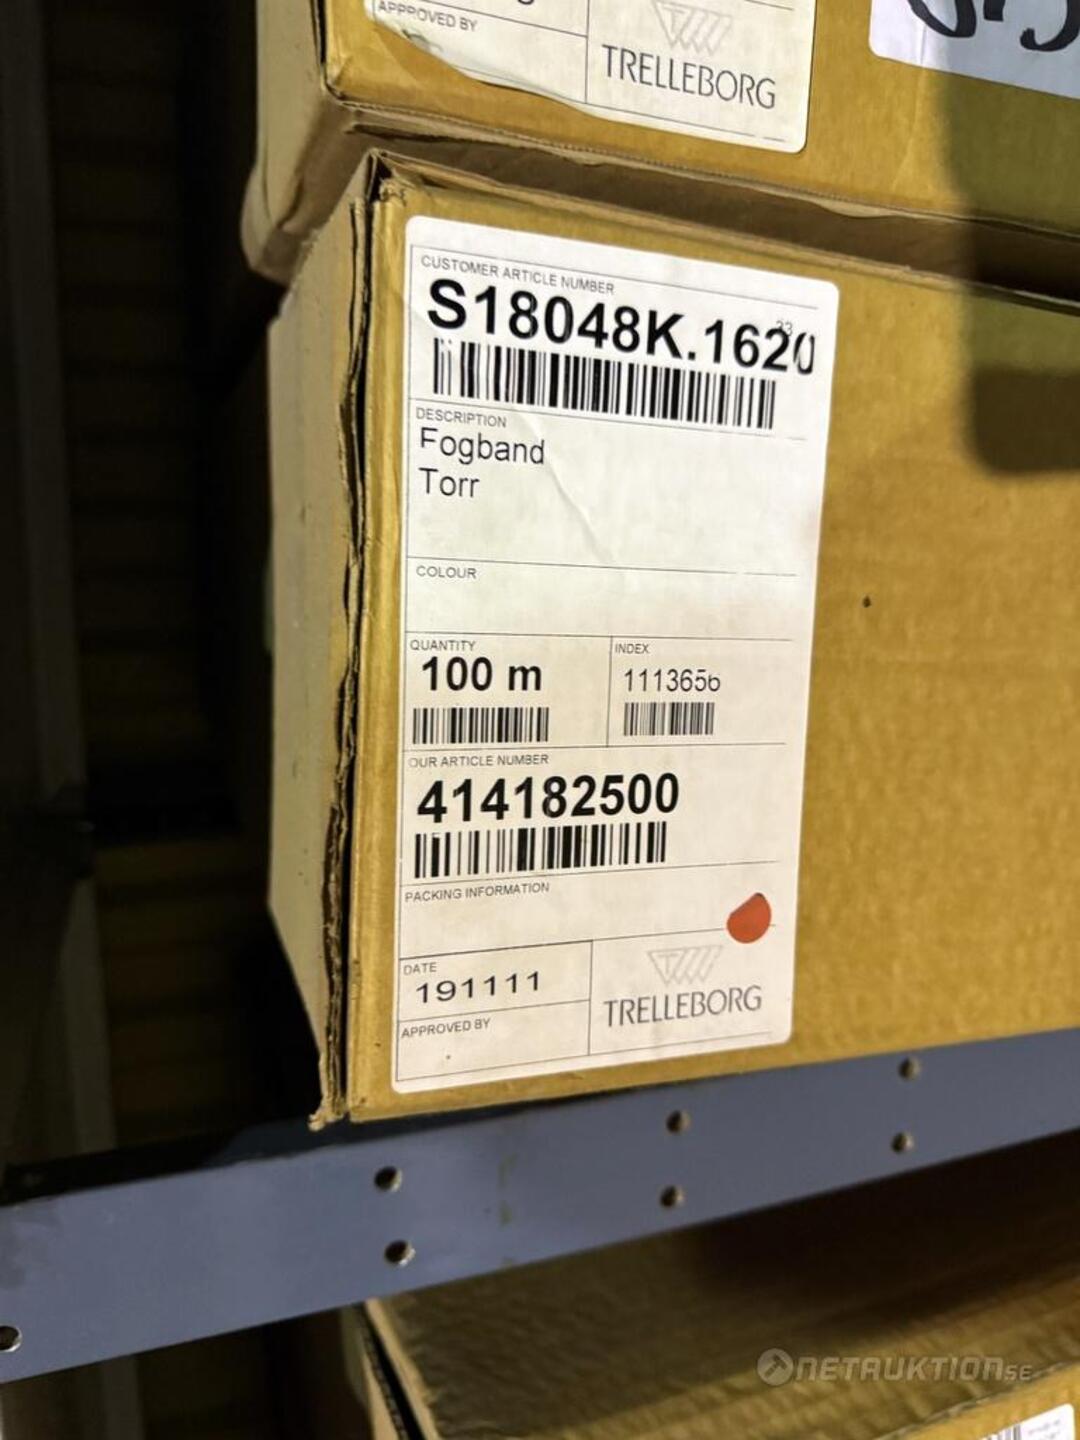 APPROVED BY
TRELLEBORG
CUSTOMER ARTICLE NUMBER
33
S18048K.1620
DESCRIPTION
Fogband
Torr
COLOUR
QUANTITY
100 m
INDEX
1113656
OUR ARTICLE NUMBER
414182500
PACKING INFORMATION
DATE
191111
TRELLEBORG
APPROVED BY
NETAUKTION.SE